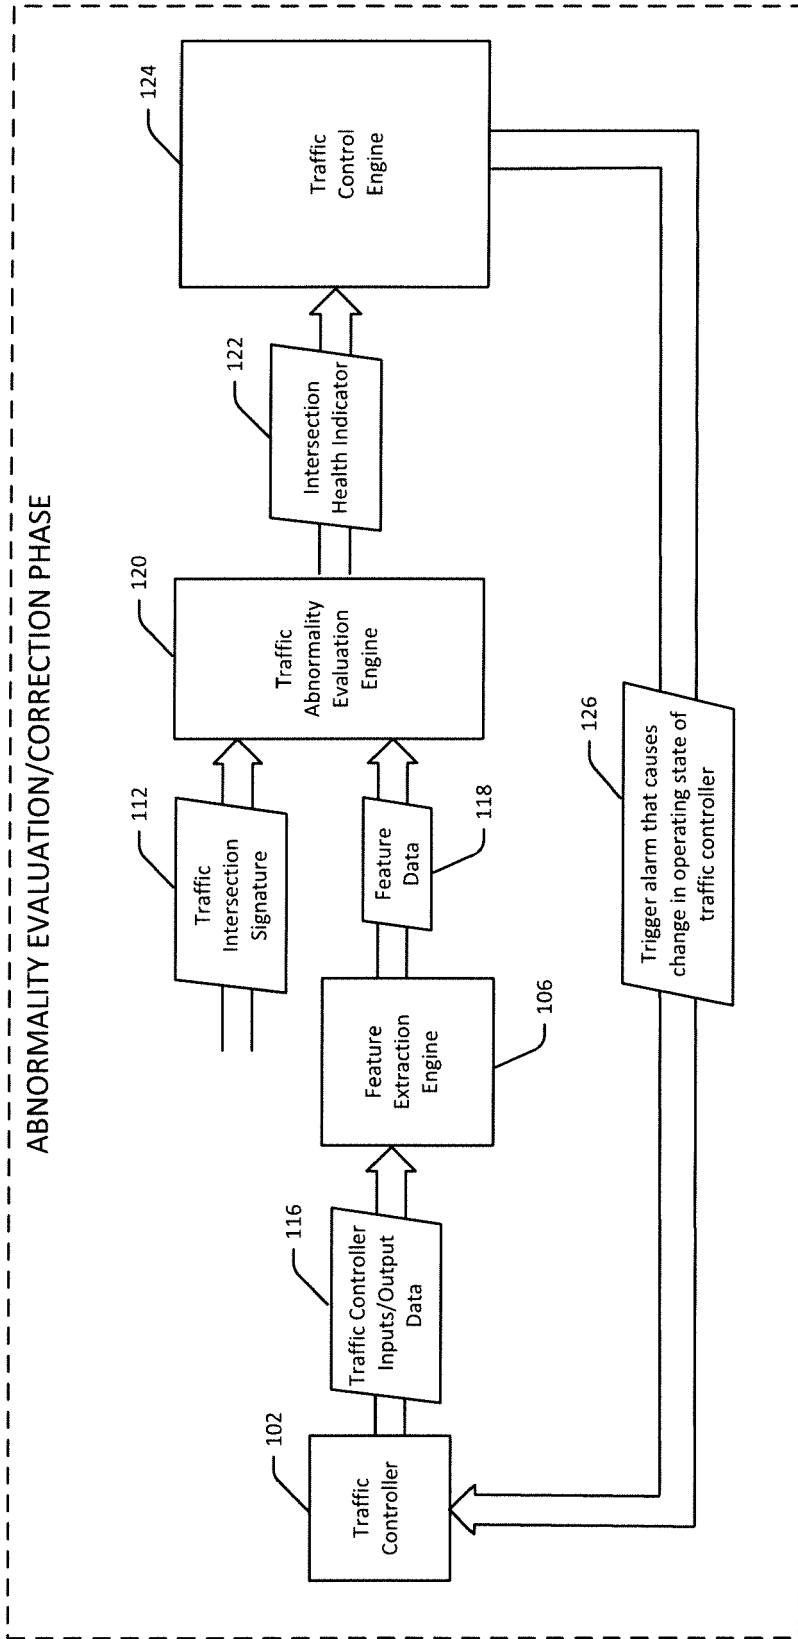 ABNORMALITY EVALUATION/CORRECTION PHASE
102
Traffic
Controller
116
Traffic Controller
Inputs/Output
Data
Feature
Extraction
Engine
106
112
Traffic
Intersection
Signature
Feature
Data
118
120
Traffic
Abnormality
Evaluation
Engine
122
Intersection
Health Indicator
124
Traffic
Control
Engine
126
Trigger alarm that causes
change in operating state of
traffic controller